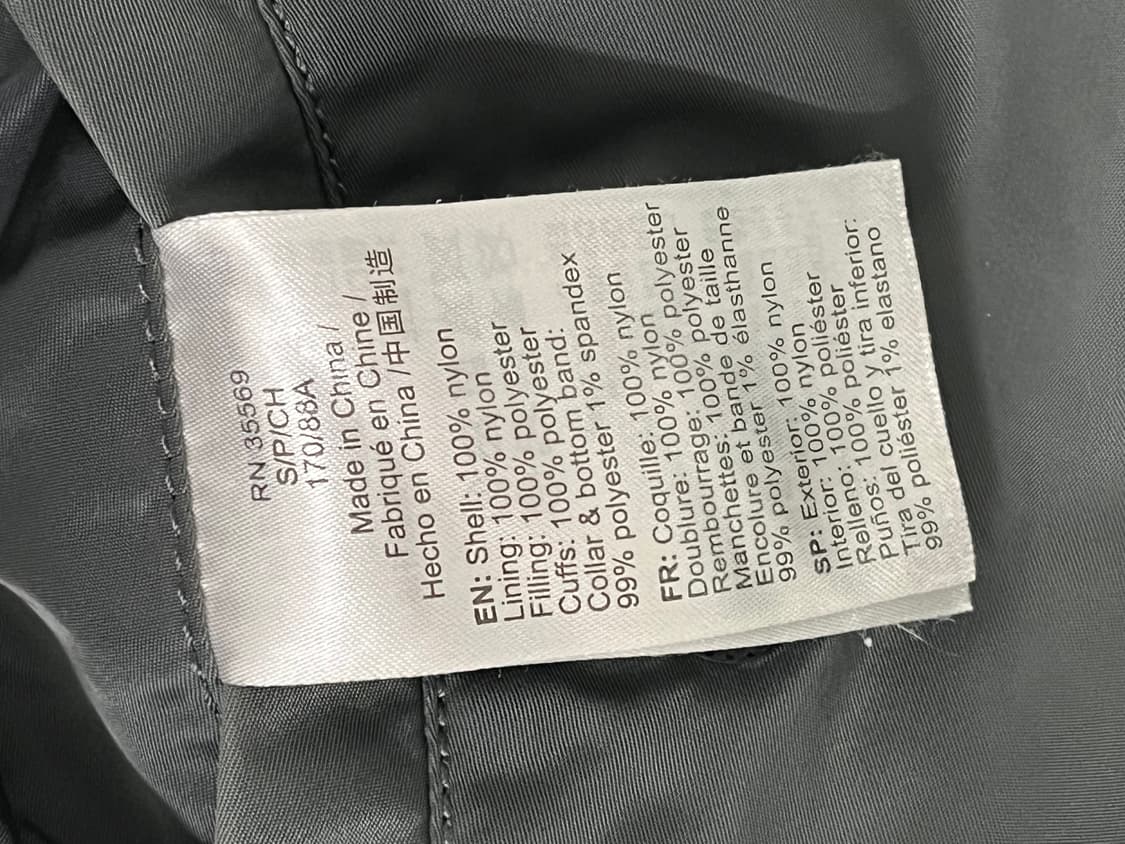 RN 35569
S/P/CH
170/88A
Made in China /
Fabriqué en Chine /
Hecho en China /中国制造
EN: Shell: 100% nylon
Lining: 100% nylon
Filling: 100% polyester
Cuffs: 100% polyester
Collar & bottom band:
99% polyester 1% spandex
FR: Coquille: 100% nylon
Doublure: 100% nylon
Rembourrage: 100% polyester
Manchettes: 100% polyester
Encolure et bande de taille
99% polyester 1% élasthanne
SP: Exterior: 100% nylon
Interior: 100% nylon
Relleno: 100% poliéster
Puños: 100% poliéster
Tira del cuello y tira inferior:
99% poliéster 1% elastano